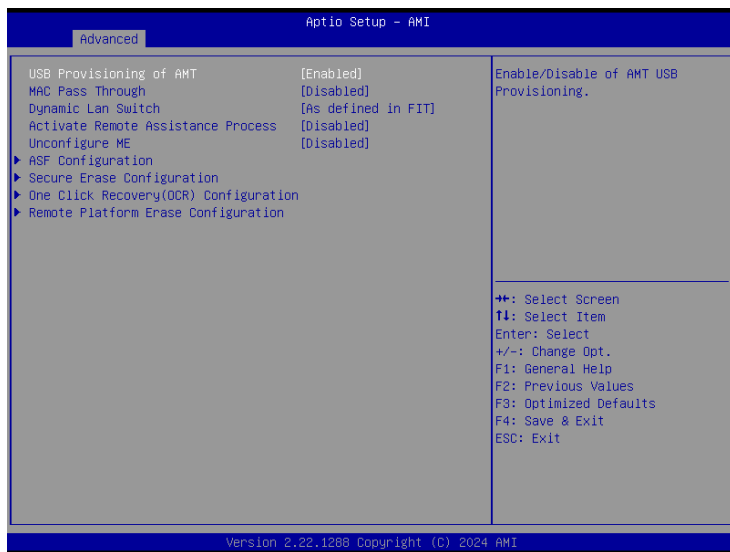 Aptio Setup – AMI
Advanced
USB Provisioning of AMT [Enabled]
MAC Pass Through [Disabled]
Dynamic Lan Switch [As defined in FIT]
Activate Remote Assistance Process [Disabled]
Unconfigure ME [Disabled]
ASF Configuration
Secure Erase Configuration
One Click Recovery(OCR) Configuration
Remote Platform Erase Configuration
Enable/Disable of AMT USB
Provisioning.
→←: Select Screen
↑↓: Select Item
Enter: Select
+/-: Change Opt.
F1: General Help
F2: Previous Values
F3: Optimized Defaults
F4: Save & Exit
ESC: Exit
Version 2.22.1288 Copyright (C) 2024 AMI